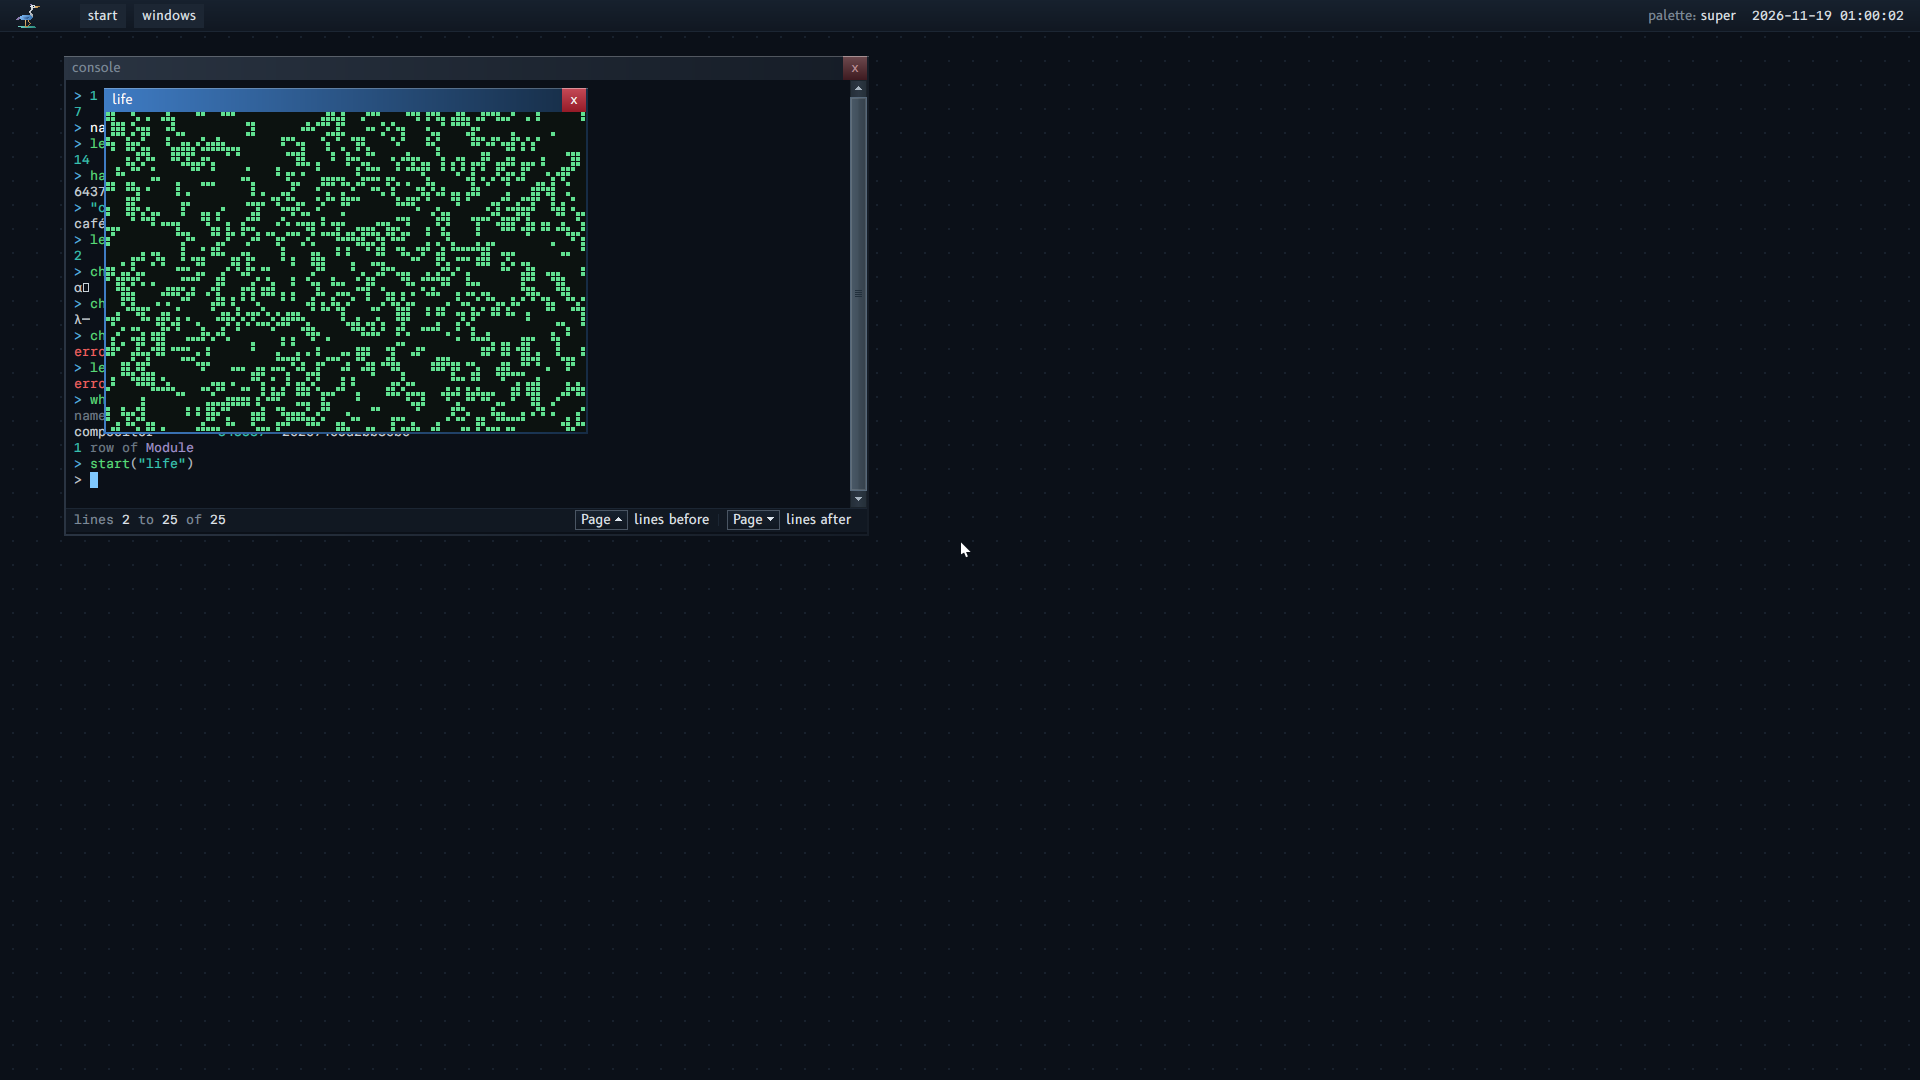 start windows palette: super 2026-11-19 01:00:02
console x
life x
> 1
7
> na
> le
14
> ha
6437
> "c
café
> le
2
> ch
α
> ch
λ—
> ch
erro
> le
erro
> wh
name
1 row of Module
> start("life")
>
lines 2 to 25 of 25 Page lines before Page lines after